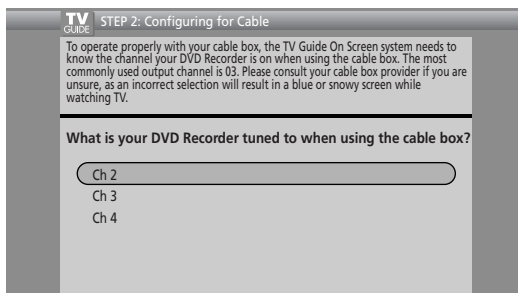 TV
GUIDE
STEP 2: Configuring for Cable
To operate properly with your cable box, the TV Guide On Screen system needs to
know the channel your DVD Recorder is on when using the cable box. The most
commonly used output channel is 03. Please consult your cable box provider if you are
unsure, as an incorrect selection will result in a blue or snowy screen while
watching TV.
What is your DVD Recorder tuned to when using the cable box?
Ch 2
Ch 3
Ch 4